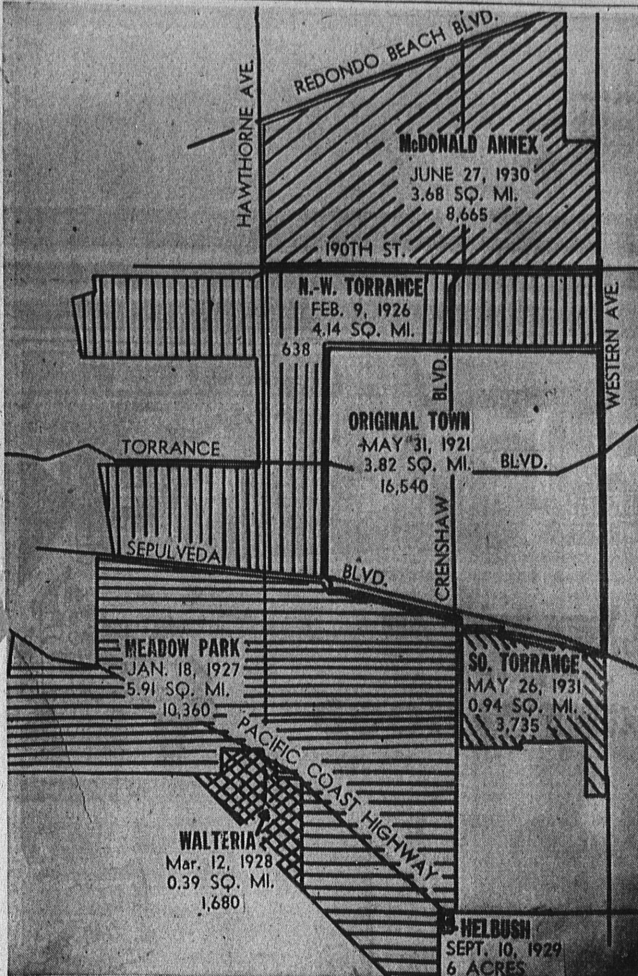 REDONDO BEACH BLVD.
HAWTHORNE AVE.
McDONALD ANNEX
JUNE 27, 1930
3.68 SQ. MI.
8,665
190TH ST.
N.-W. TORRANCE
FEB. 9, 1926
4.14 SQ. MI.
638
WESTERN AVE.
CRENSHAW BLVD.
ORIGINAL TOWN
MAY 31, 1921
3.82 SQ. MI.
16,540
TORRANCE BLVD.
SEPULVEDA BLVD.
MEADOW PARK
JAN. 18, 1927
5.91 SQ. MI.
10,360
SO. TORRANCE
MAY 26, 1931
0.94 SQ. MI.
3,735
PACIFIC COAST HIGHWAY
WALTERIA
Mar. 12, 1928
0.39 SQ. MI.
1,680
HELBUSH
SEPT. 10, 1929
6 ACRES